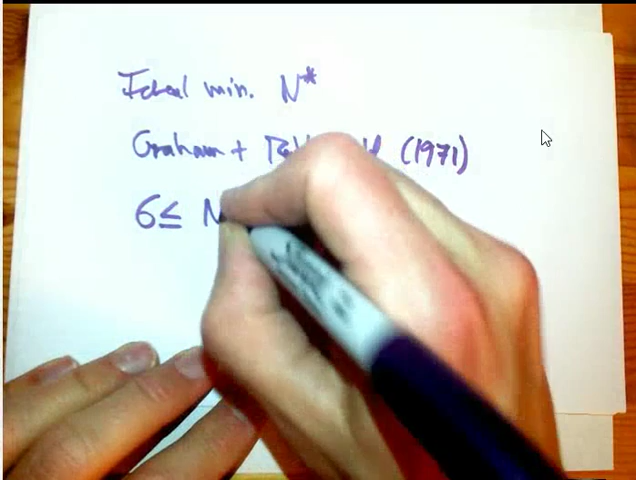 Ideal min. N*
Graham + (1971)
6 ≤ N